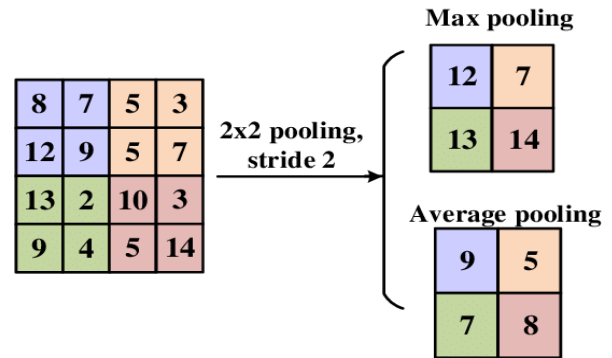 Max pooling
12 7
13 14
8 7 5 3
12 9 5 7
13 2 10 3
9 4 5 14
2x2 pooling,
stride 2
Average pooling
9 5
7 8